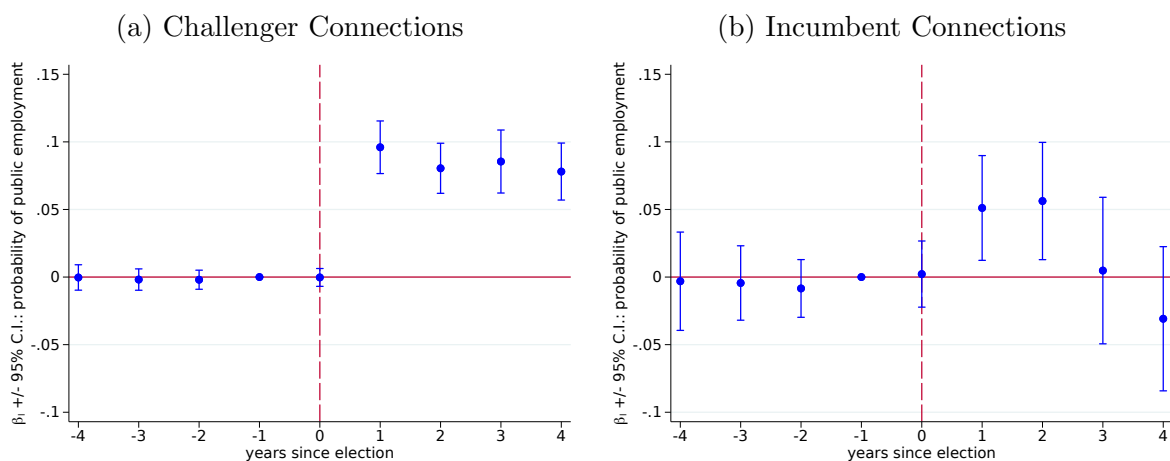 (a) Challenger Connections
β_l +/- 95% C.I.: probability of public employment
.15
.1
.05
0
-.05
-.1
-4 -3 -2 -1 0 1 2 3 4
years since election
(b) Incumbent Connections
β_l +/- 95% C.I.: probability of public employment
.15
.1
.05
0
-.05
-.1
-4 -3 -2 -1 0 1 2 3 4
years since election